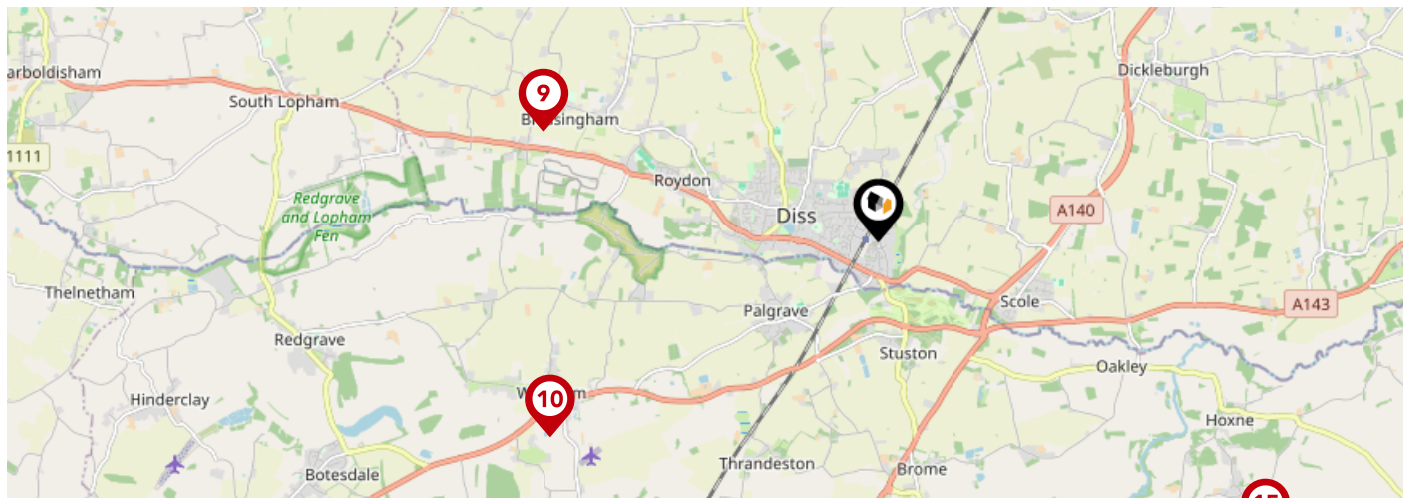 Dickleburgh
arboldisham
9
South Lopham
1111
Roydon
Redgrave
and Lopham
Fen
A140
Diss
Thelnetham
Scole
A143
Palgrave
Redgrave
Stuston
Oakley
10
Hinderclay
Hoxne
Thrandeston
Brome
Botesdale